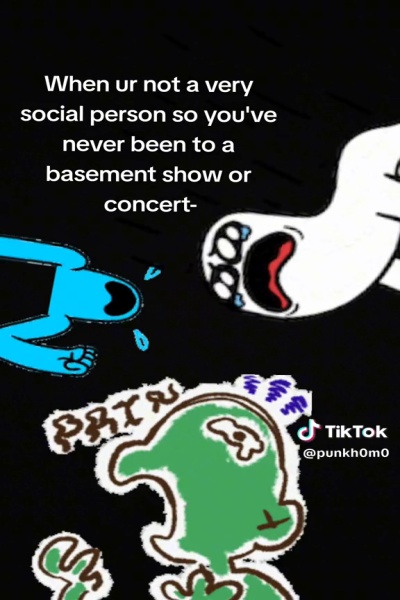 When ur not a very
social person so you've
never been to a
basement show or
concert-
PAIN
TikTok
@punkh0m0